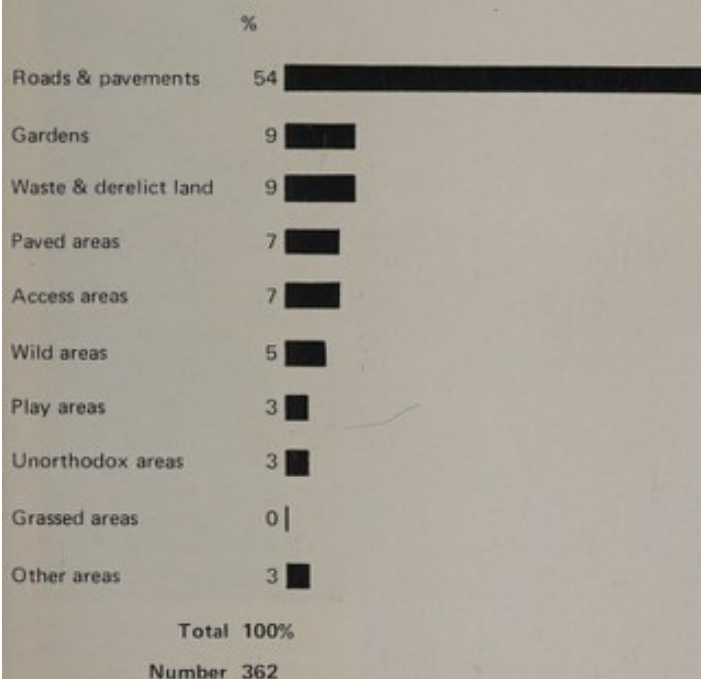 %
Roads & pavements 54
Gardens 9
Waste & derelict land 9
Paved areas 7
Access areas 7
Wild areas 5
Play areas 3
Unorthodox areas 3
Grassed areas 0
Other areas 3
Total 100%
Number 362